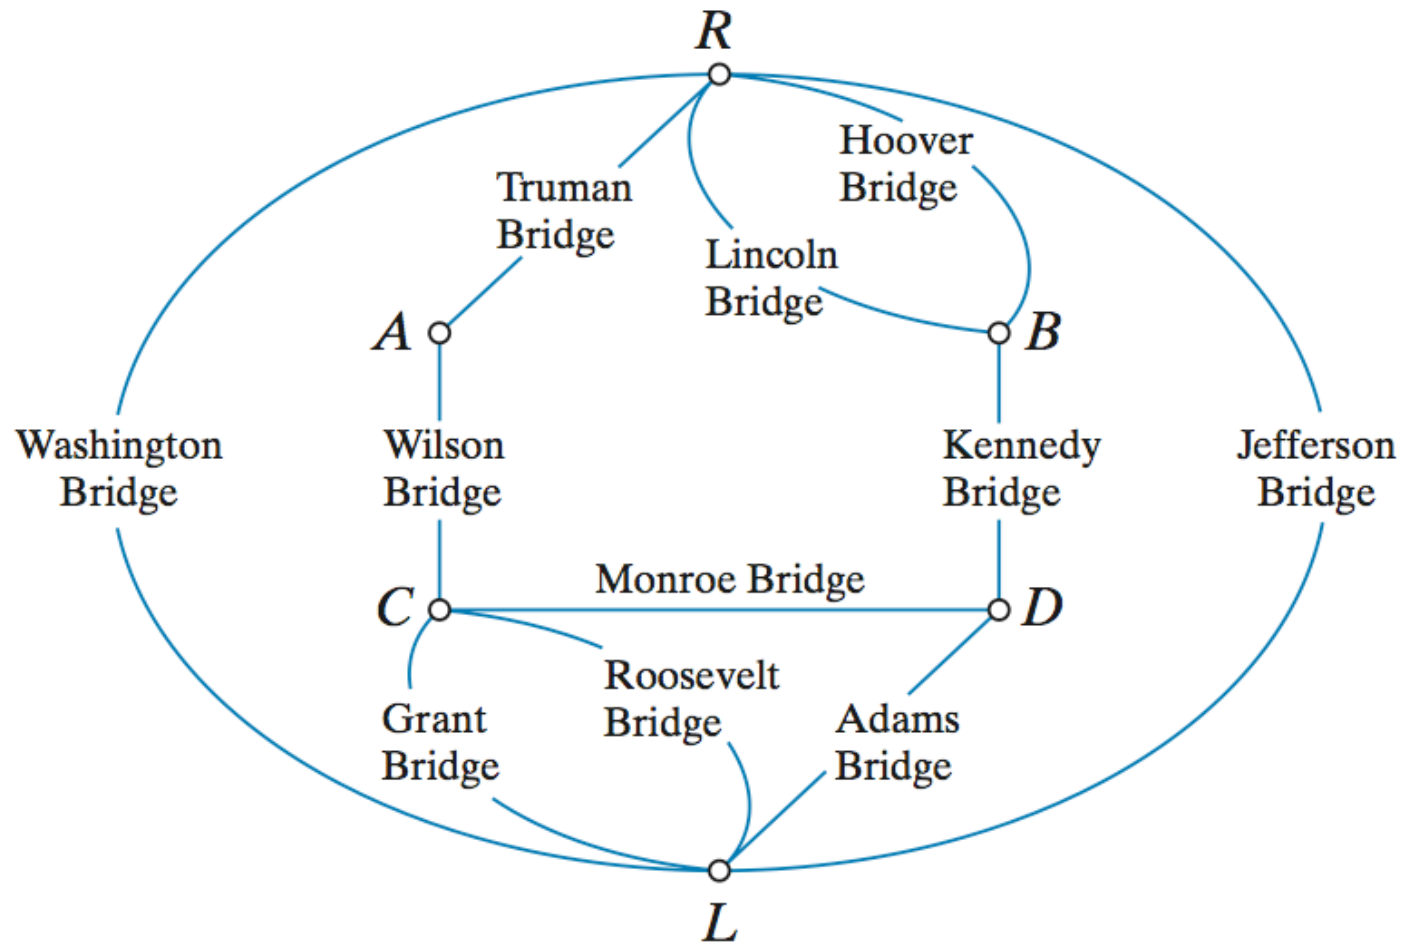 R
Hoover
Bridge
Truman
Bridge
Lincoln
Bridge
A
B
Washington
Bridge
Wilson
Bridge
Kennedy
Bridge
Jefferson
Bridge
Monroe Bridge
C
D
Roosevelt
Bridge
Grant
Bridge
Adams
Bridge
L